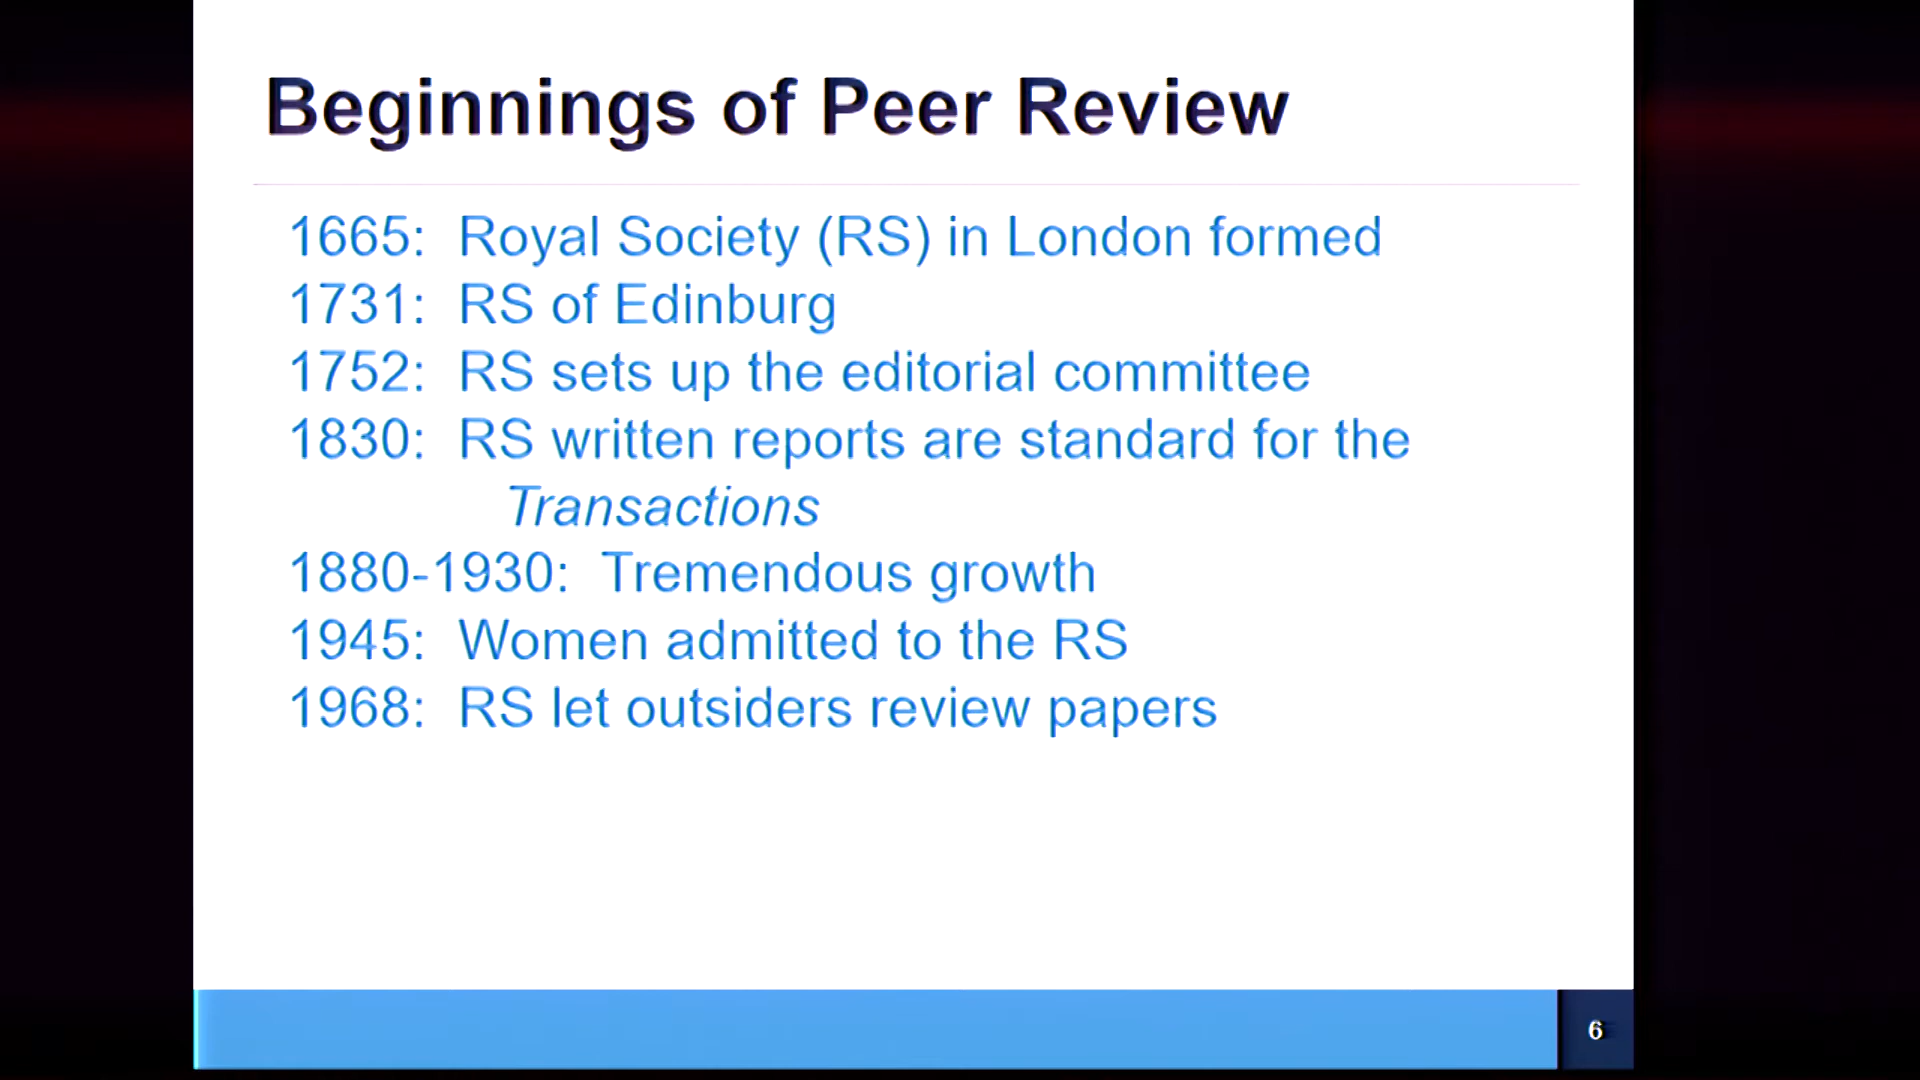 Beginnings of Peer Review
1665: Royal Society (RS) in London formed
1731: RS of Edinburg
1752: RS sets up the editorial committee
1830: RS written reports are standard for the
Transactions
1880-1930: Tremendous growth
1945: Women admitted to the RS
1968: RS let outsiders review papers
6